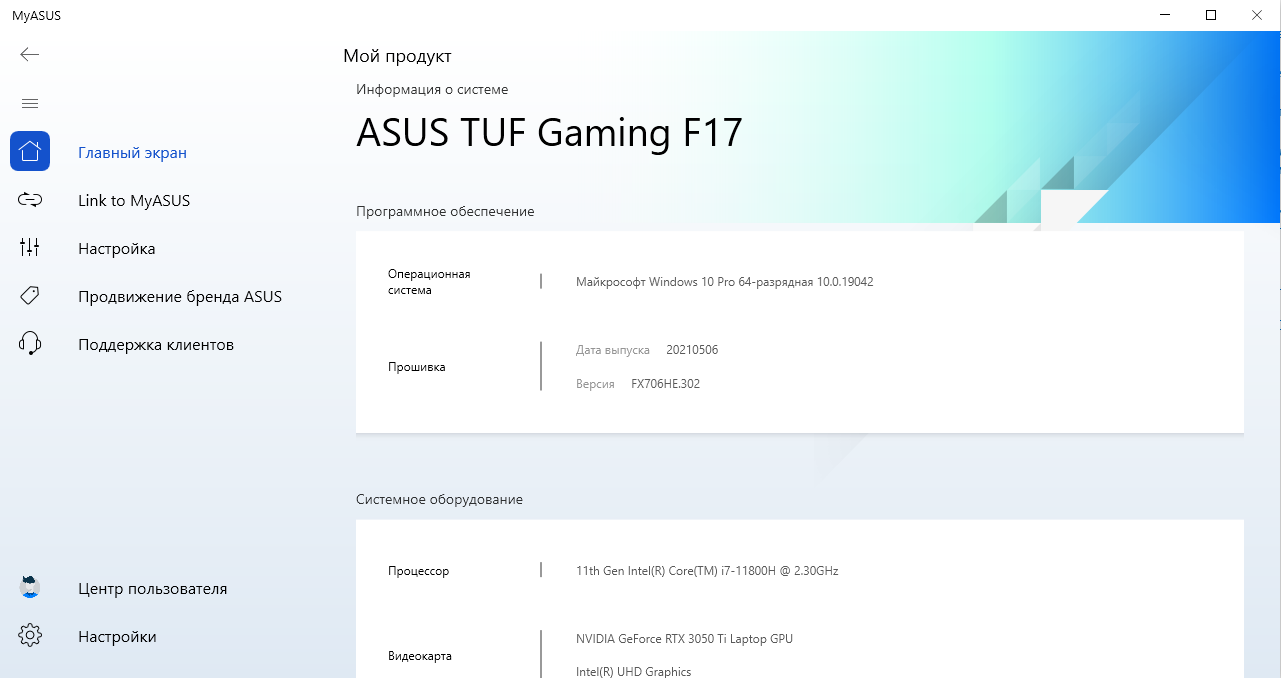 MyASUS
Мой продукт
Информация о системе
ASUS TUF Gaming F17
Главный экран
Link to MyASUS
Настройка
Продвижение бренда ASUS
Поддержка клиентов
Центр пользователя
Настройки
Программное обеспечение
Операционная
система
Майкрософт Windows 10 Pro 64-разрядная 10.0.19042
Прошивка
Дата выпуска 20210506
Версия FX706HE.302
Системное оборудование
Процессор
11th Gen Intel(R) Core(TM) i7-11800H @ 2.30GHz
Видеокарта
NVIDIA GeForce RTX 3050 Ti Laptop GPU
Intel(R) UHD Graphics